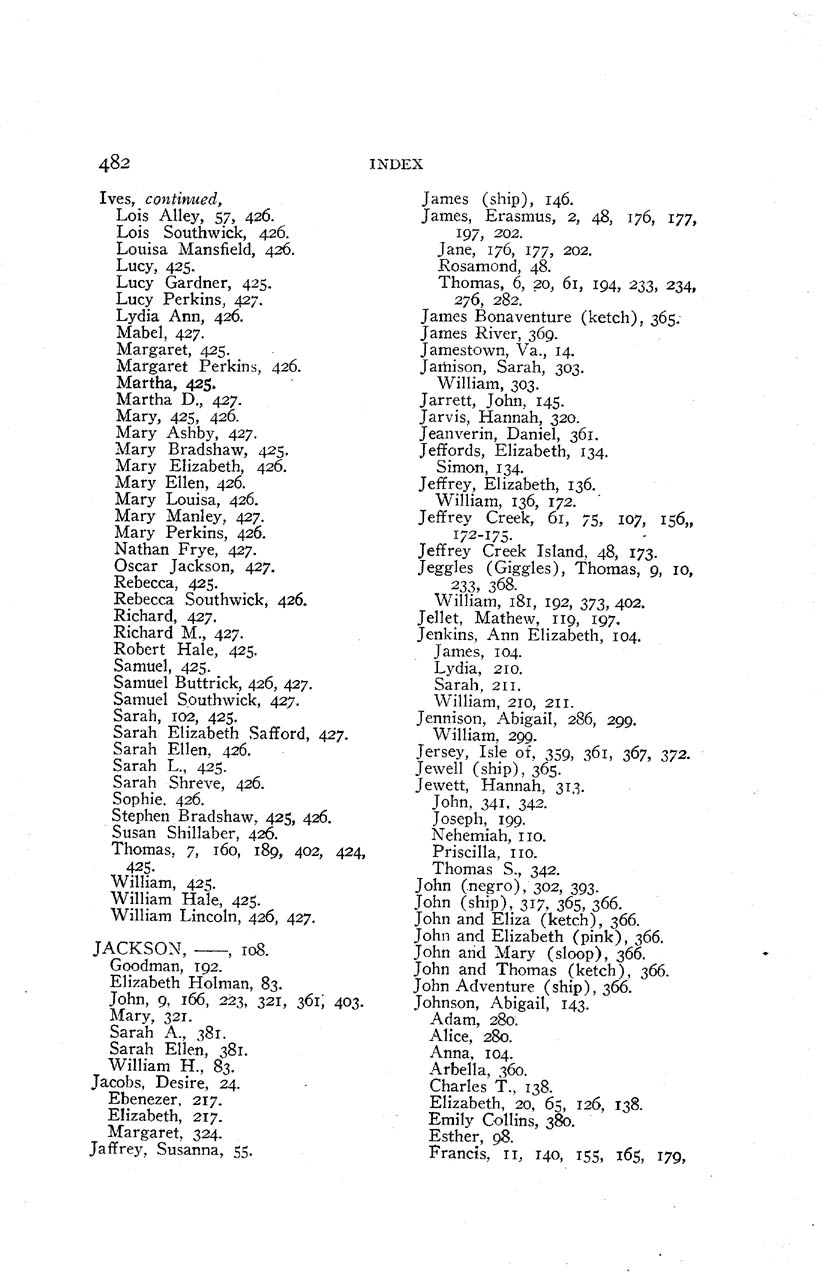 482
INDEX
Ives, continued,
Lois Alley, 57, 426.
Lois Southwick, 426.
Louisa Mansfield, 426.
Lucy, 425.
Lucy Gardner, 425.
Lucy Perkins, 427.
Lydia Ann, 426.
Mabel, 427.
Margaret, 425.
Margaret Perkins, 426.
Martha, 425.
Martha D., 427.
Mary, 425, 426.
Mary Ashby, 427.
Mary Bradshaw, 425.
Mary Elizabeth, 426.
Mary Ellen, 426.
Mary Louisa, 426.
Mary Manley, 427.
Mary Perkins, 426.
Nathan Frye, 427.
Oscar Jackson, 427.
Rebecca, 425.
Rebecca Southwick, 426.
Richard, 427.
Richard M., 427.
Robert Hale, 425.
Samuel, 425.
Samuel Buttrick, 426, 427.
Samuel Southwick, 427.
Sarah, 102, 425.
Sarah Elizabeth Safford, 427.
Sarah Ellen, 426.
Sarah L., 425.
Sarah Shreve, 426.
Sophie, 426.
Stephen Bradshaw, 425, 426.
Susan Shillaber, 426.
Thomas, 7, 160, 189, 402, 424,
425.
William, 425.
William Hale, 425.
William Lincoln, 426, 427.
JACKSON, ——, 108.
Goodman, 192.
Elizabeth Holman, 83.
John, 9, 166, 223, 321, 361, 403.
Mary, 321.
Sarah A., 381.
Sarah Ellen, 381.
William H., 83.
Jacobs, Desire, 24.
Ebenezer, 217.
Elizabeth, 217.
Margaret, 324.
Jaffrey, Susanna, 55.
James (ship), 146.
James, Erasmus, 2, 48, 176, 177,
197, 202.
Jane, 176, 177, 202.
Rosamond, 48.
Thomas, 6, 20, 61, 194, 233, 234,
276, 282.
James Bonaventure (ketch), 365.
James River, 369.
Jamestown, Va., 14.
Jamison, Sarah, 303.
William, 303.
Jarrett, John, 145.
Jarvis, Hannah, 320.
Jeanverin, Daniel, 361.
Jeffords, Elizabeth, 134.
Simon, 134.
Jeffrey, Elizabeth, 136.
William, 136, 172.
Jeffrey Creek, 61, 75, 107, 156,,
172-175.
Jeffrey Creek Island, 48, 173.
Jeggles (Giggles), Thomas, 9, 10,
233, 368.
William, 181, 192, 373, 402.
Jellet, Mathew, 119, 197.
Jenkins, Ann Elizabeth, 104.
James, 104.
Lydia, 210.
Sarah, 211.
William, 210, 211.
Jennison, Abigail, 286, 299.
William, 299.
Jersey, Isle of, 359, 361, 367, 372.
Jewell (ship), 365.
Jewett, Hannah, 313.
John, 341, 342.
Joseph, 199.
Nehemiah, 110.
Priscilla, 110.
Thomas S., 342.
John (negro), 302, 393.
John (ship), 317, 365, 366.
John and Eliza (ketch), 366.
John and Elizabeth (pink), 366.
John and Mary (sloop), 366.
John and Thomas (ketch), 366.
John Adventure (ship), 366.
Johnson, Abigail, 143.
Adam, 280.
Alice, 280.
Anna, 104.
Arbella, 360.
Charles T., 138.
Elizabeth, 20, 65, 126, 138.
Emily Collins, 380.
Esther, 98.
Francis, 11, 140, 155, 165, 179,